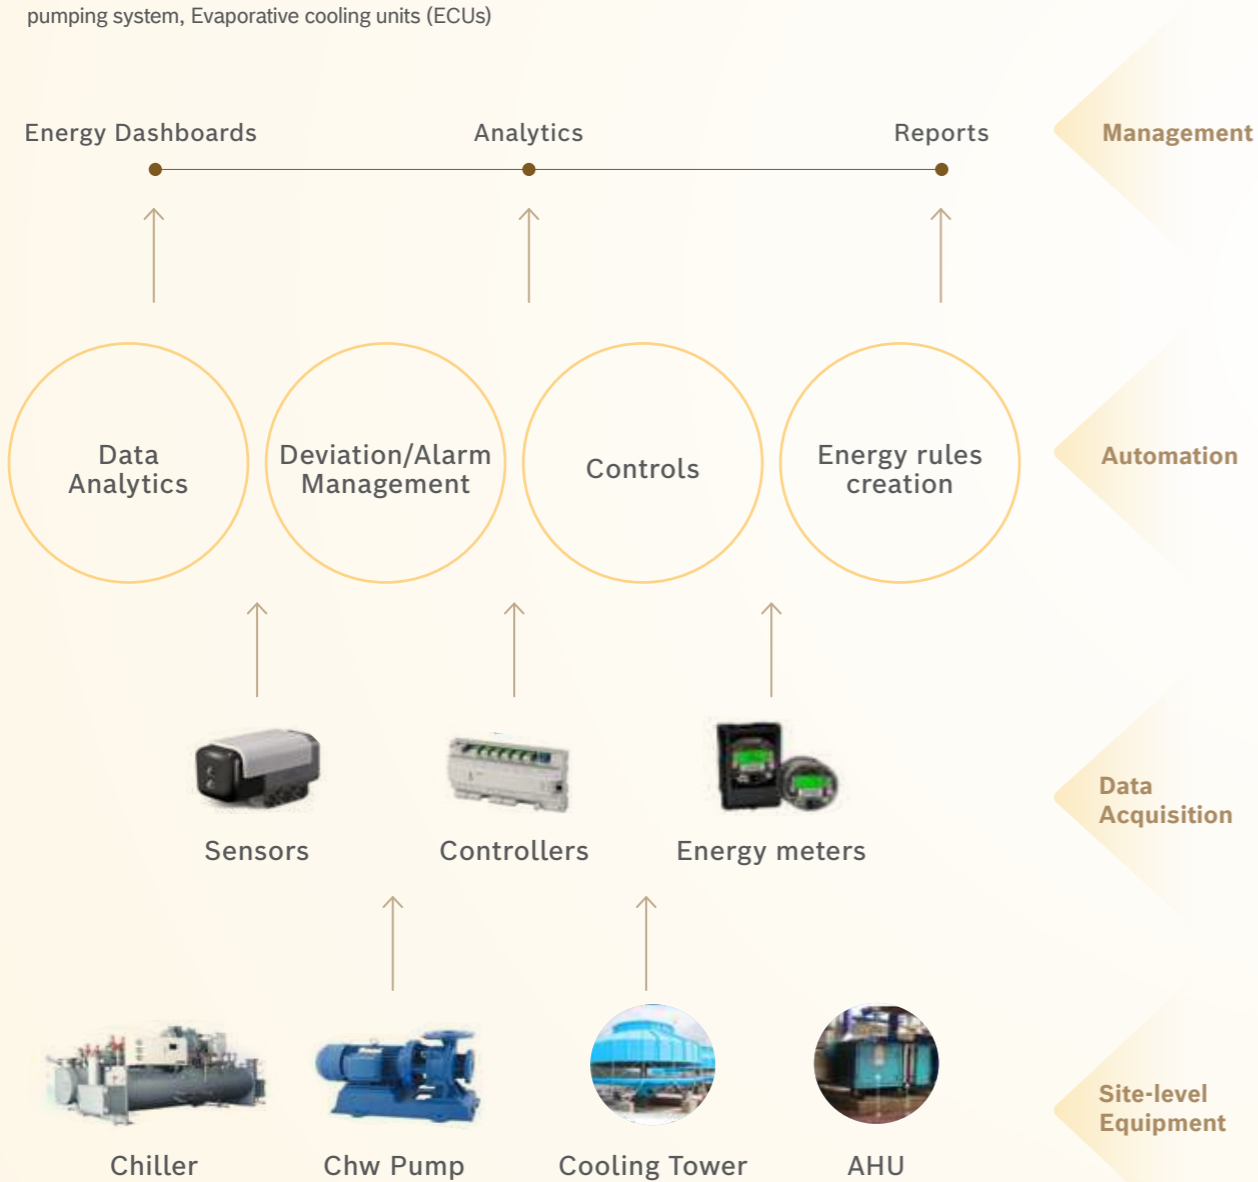 pumping system, Evaporative cooling units (ECUs)
Energy Dashboards
Analytics
Reports
Management
Data
Analytics
Deviation/Alarm
Management
Controls
Energy rules
creation
Automation
Sensors
Controllers
Energy meters
Data
Acquisition
Chiller
Chw Pump
Cooling Tower
AHU
Site-level
Equipment